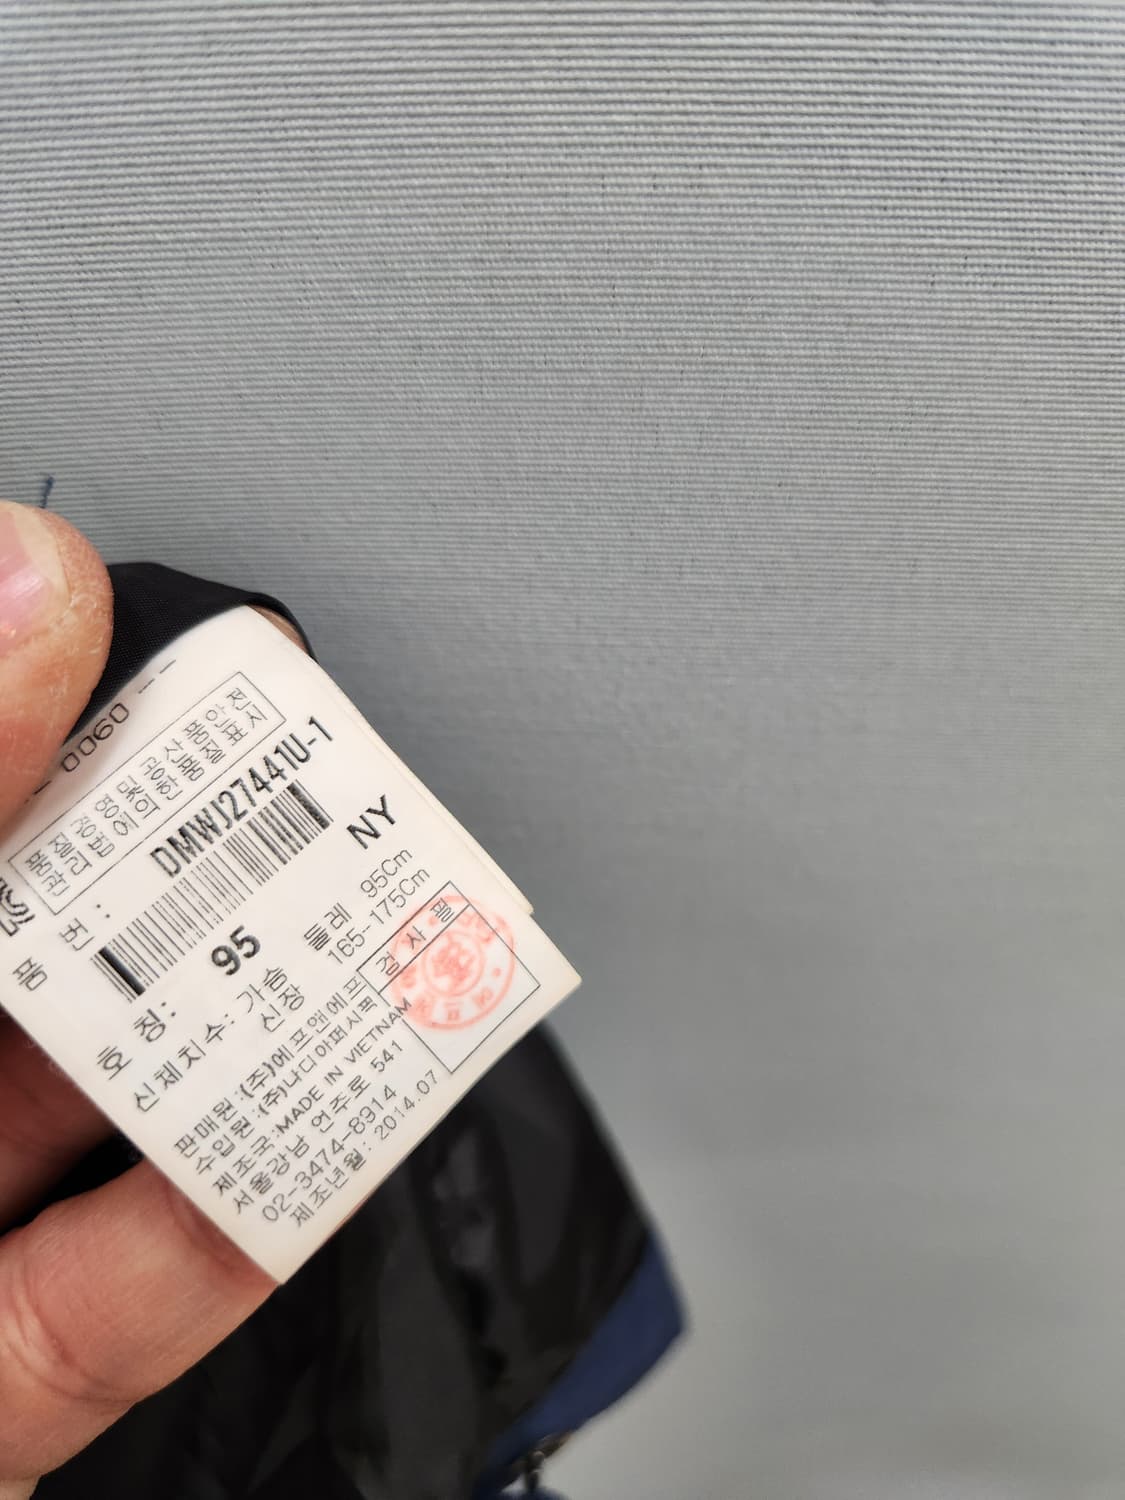 0060
품질경영및공산품안전
관리법에의한품질표시
품 번 :
DMWJ27441U-1
NY
호 칭: 95
신체치수: 가슴 둘레 95Cm
신장 165-175Cm
검 사 필
판매원:(주)에프앤에프
수입원:(주)나디아퍼시픽
제조국:MADE IN VIETNAM
서울강남 언주로 541
02-3474-8914
제조년월: 2014.07